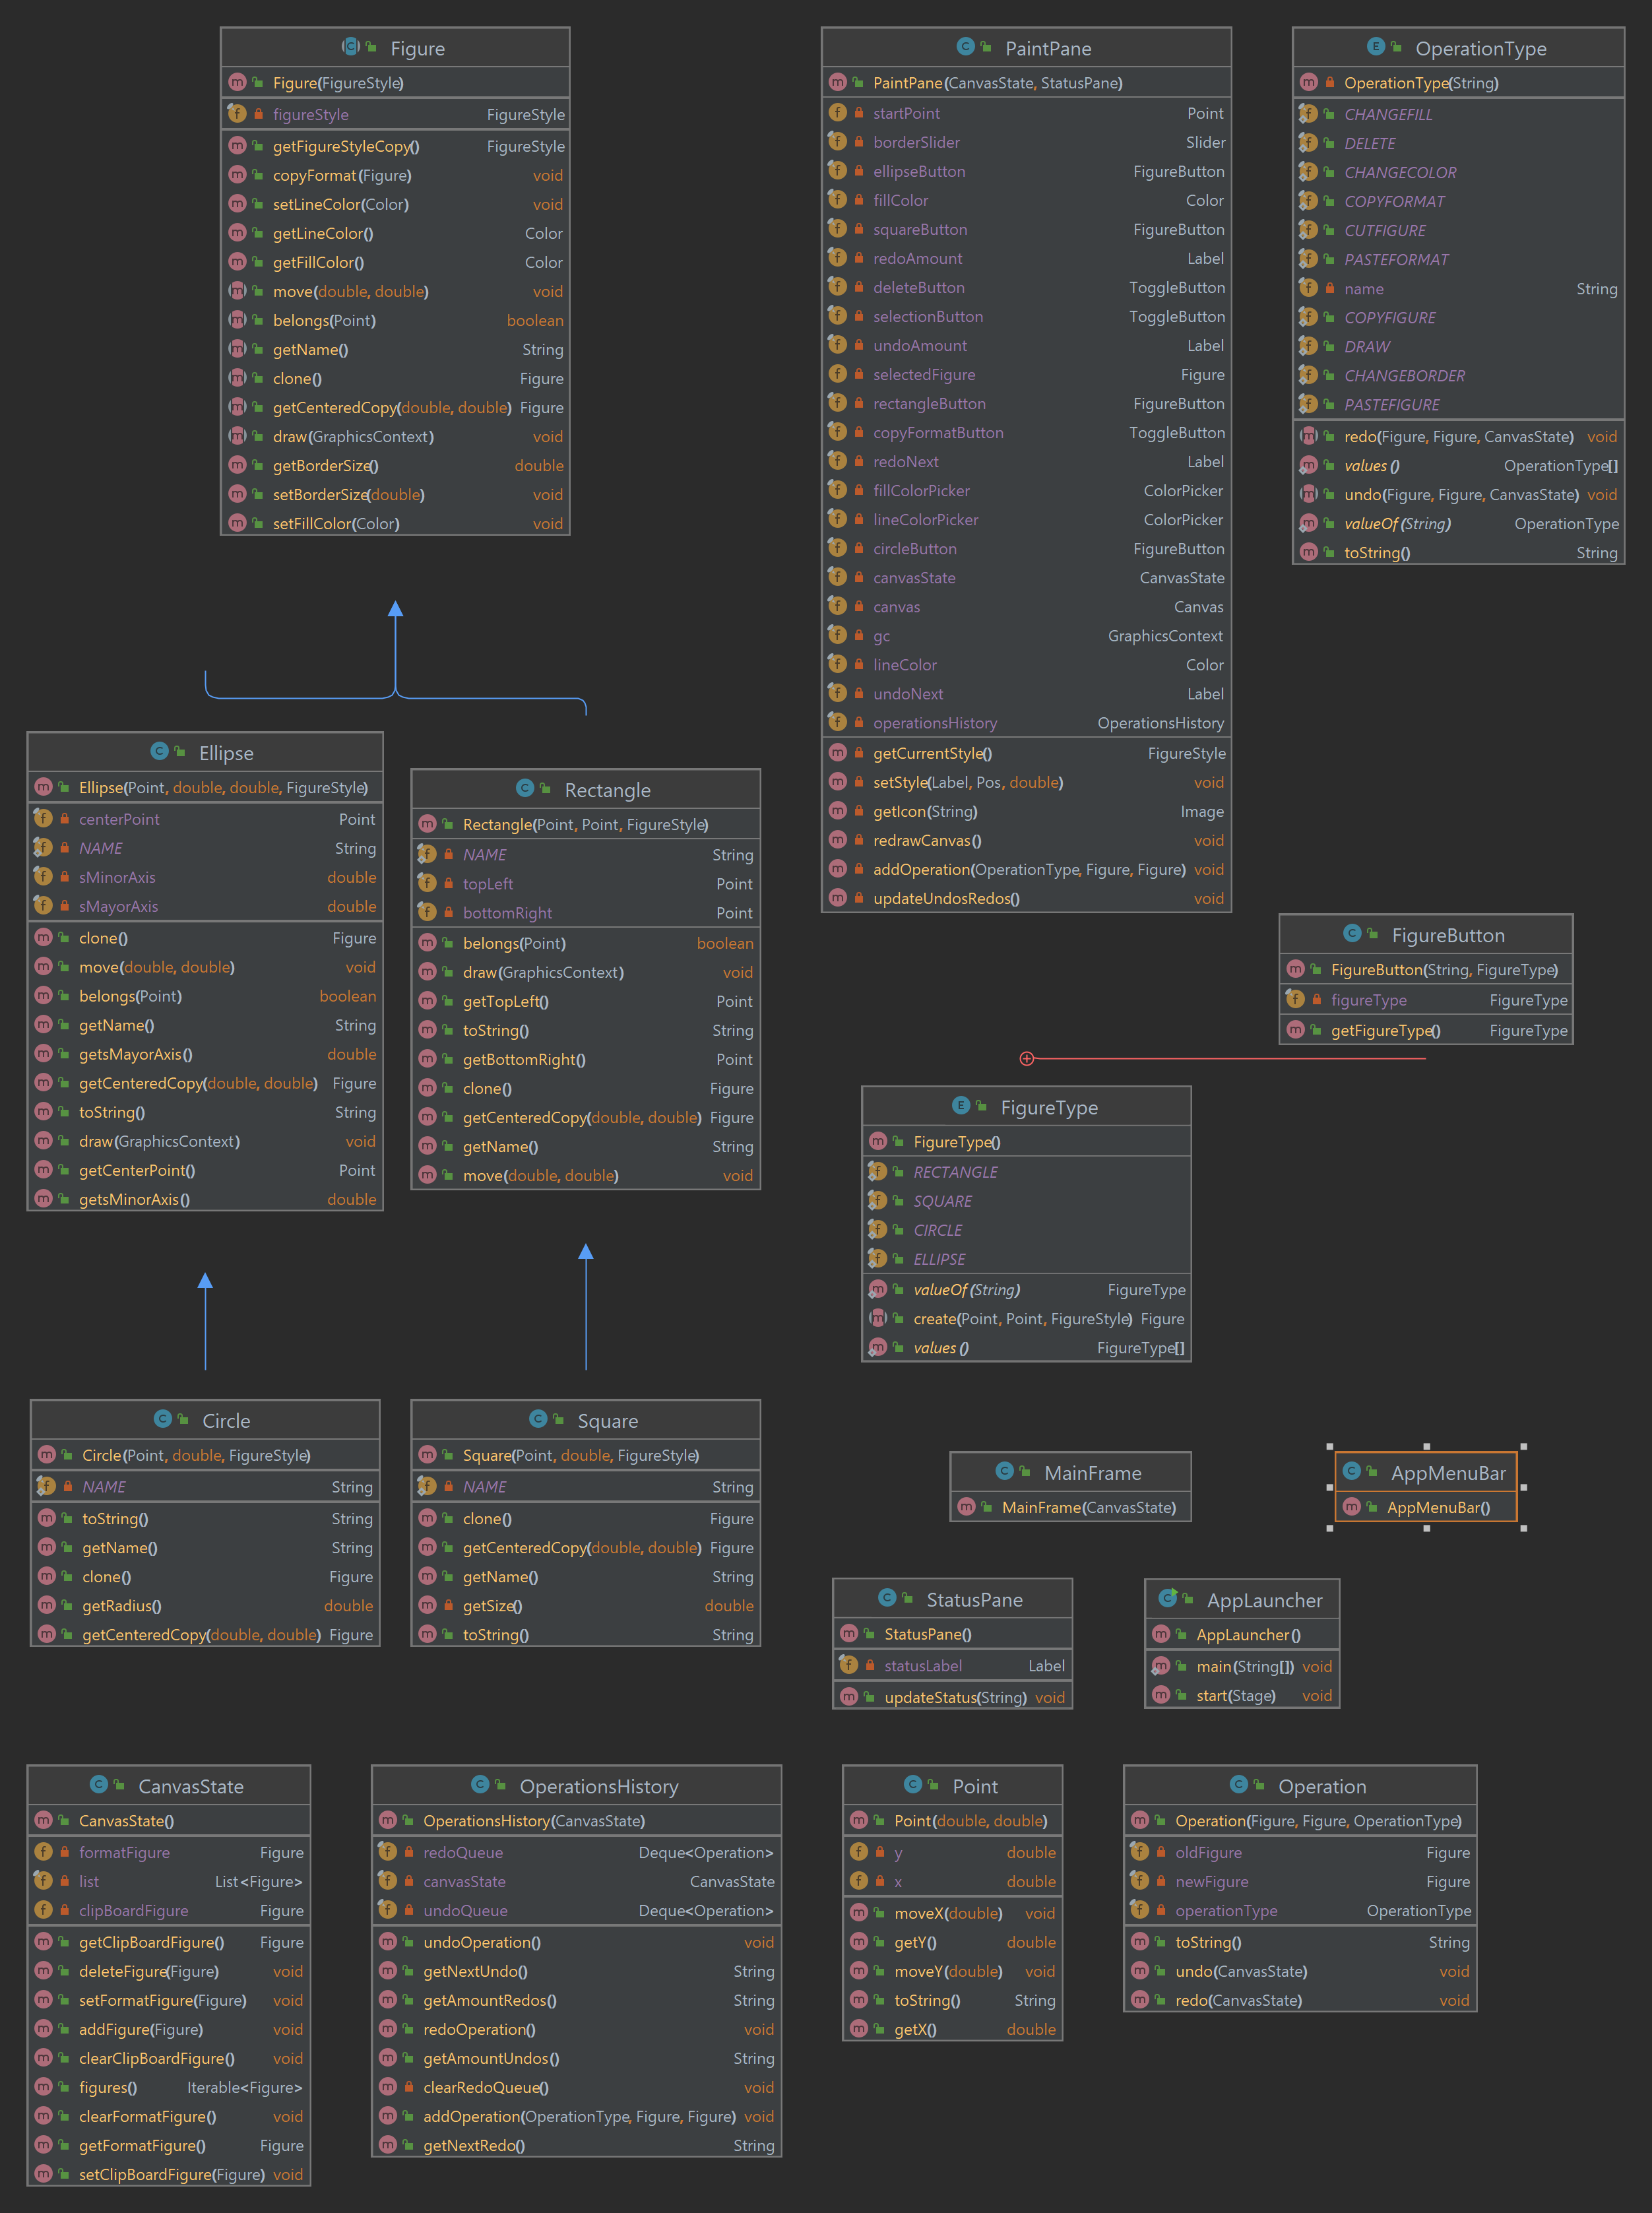 Figure
Figure(FigureStyle)
figureStyle FigureStyle
getFigureStyleCopy() FigureStyle
copyFormat(Figure) void
setLineColor(Color) void
getLineColor() Color
getFillColor() Color
move(double, double) void
belongs(Point) boolean
getName() String
clone() Figure
getCenteredCopy(double, double) Figure
draw(GraphicsContext) void
getBorderSize() double
setBorderSize(double) void
setFillColor(Color) void
PaintPane
PaintPane(CanvasState, StatusPane)
startPoint Point
borderSlider Slider
ellipseButton FigureButton
fillColor Color
squareButton FigureButton
redoAmount Label
deleteButton ToggleButton
selectionButton ToggleButton
undoAmount Label
selectedFigure Figure
rectangleButton FigureButton
copyFormatButton ToggleButton
redoNext Label
fillColorPicker ColorPicker
lineColorPicker ColorPicker
circleButton FigureButton
canvasState CanvasState
canvas Canvas
gc GraphicsContext
lineColor Color
undoNext Label
operationsHistory OperationsHistory
getCurrentStyle() FigureStyle
setStyle(Label, Pos, double) void
getIcon(String) Image
redrawCanvas() void
addOperation(OperationType, Figure, Figure) void
updateUndosRedos() void
OperationType
OperationType(String)
CHANGEFILL
DELETE
CHANGECOLOR
COPYFORMAT
CUTFIGURE
PASTEFORMAT
name String
COPYFIGURE
DRAW
CHANGEBORDER
PASTEFIGURE
redo(Figure, Figure, CanvasState) void
values() OperationType[]
undo(Figure, Figure, CanvasState) void
valueOf(String) OperationType
toString() String
Ellipse
Ellipse(Point, double, double, FigureStyle)
centerPoint Point
NAME String
sMinorAxis double
sMayorAxis double
clone() Figure
move(double, double) void
belongs(Point) boolean
getName() String
getsMayorAxis() double
getCenteredCopy(double, double) Figure
toString() String
draw(GraphicsContext) void
getCenterPoint() Point
getsMinorAxis() double
Rectangle
Rectangle(Point, Point, FigureStyle)
NAME String
topLeft Point
bottomRight Point
belongs(Point) boolean
draw(GraphicsContext) void
getTopLeft() Point
toString() String
getBottomRight() Point
clone() Figure
getCenteredCopy(double, double) Figure
getName() String
move(double, double) void
FigureButton
FigureButton(String, FigureType)
figureType FigureType
getFigureType() FigureType
FigureType
FigureType()
RECTANGLE
SQUARE
CIRCLE
ELLIPSE
valueOf(String) FigureType
create(Point, Point, FigureStyle) Figure
values() FigureType[]
Circle
Circle(Point, double, FigureStyle)
NAME String
toString() String
getName() String
clone() Figure
getRadius() double
getCenteredCopy(double, double) Figure
Square
Square(Point, double, FigureStyle)
NAME String
clone() Figure
getCenteredCopy(double, double) Figure
getName() String
getSize() double
toString() String
MainFrame
MainFrame(CanvasState)
AppMenuBar
AppMenuBar()
StatusPane
StatusPane()
statusLabel Label
updateStatus(String) void
AppLauncher
AppLauncher()
main(String[]) void
start(Stage) void
CanvasState
CanvasState()
formatFigure Figure
list List<Figure>
clipBoardFigure Figure
getClipBoardFigure() Figure
deleteFigure(Figure) void
setFormatFigure(Figure) void
addFigure(Figure) void
clearClipBoardFigure() void
figures() Iterable<Figure>
clearFormatFigure() void
getFormatFigure() Figure
setClipBoardFigure(Figure) void
OperationsHistory
OperationsHistory(CanvasState)
redoQueue Deque<Operation>
canvasState CanvasState
undoQueue Deque<Operation>
undoOperation() void
getNextUndo() String
getAmountRedos() String
redoOperation() void
getAmountUndos() String
clearRedoQueue() void
addOperation(OperationType, Figure, Figure) void
getNextRedo() String
Point
Point(double, double)
y double
x double
moveX(double) void
getY() double
moveY(double) void
toString() String
getX() double
Operation
Operation(Figure, Figure, OperationType)
oldFigure Figure
newFigure Figure
operationType OperationType
toString() String
undo(CanvasState) void
redo(CanvasState) void